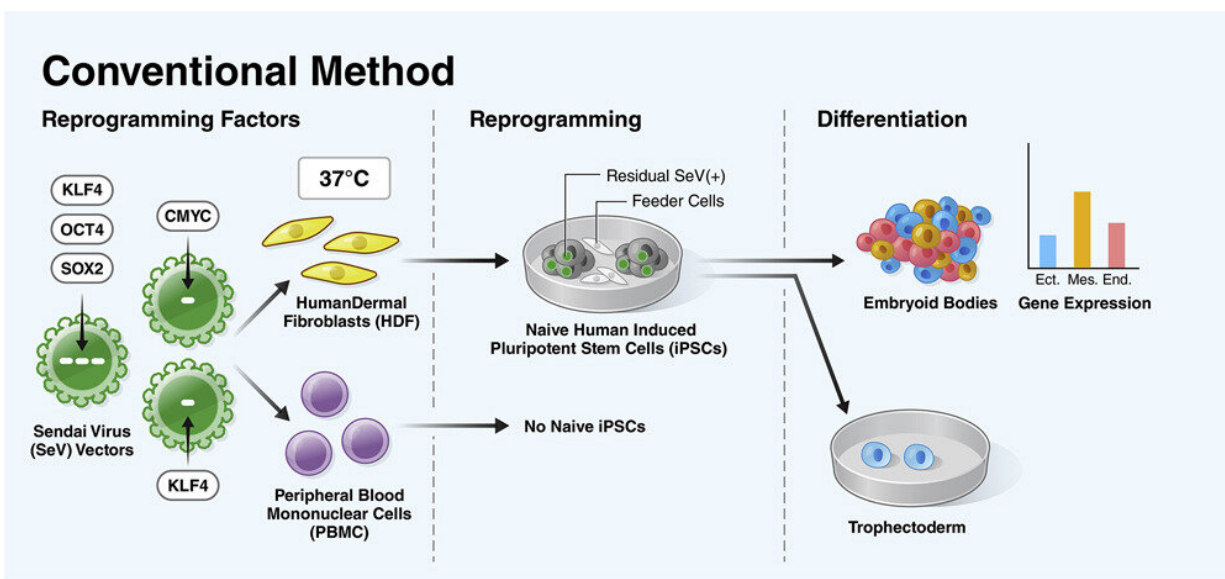 Conventional Method
Reprogramming Factors
KLF4
OCT4
SOX2
CMYC
37°C
HumanDermal
Fibroblasts (HDF)
Sendai Virus
(SeV) Vectors
KLF4
Peripheral Blood
Mononuclear Cells
(PBMC)
Reprogramming
Residual SeV(+)
Feeder Cells
Naive Human Induced
Pluripotent Stem Cells (iPSCs)
No Naive iPSCs
Differentiation
Embryoid Bodies
Ect. Mes. End.
Gene Expression
Trophectoderm